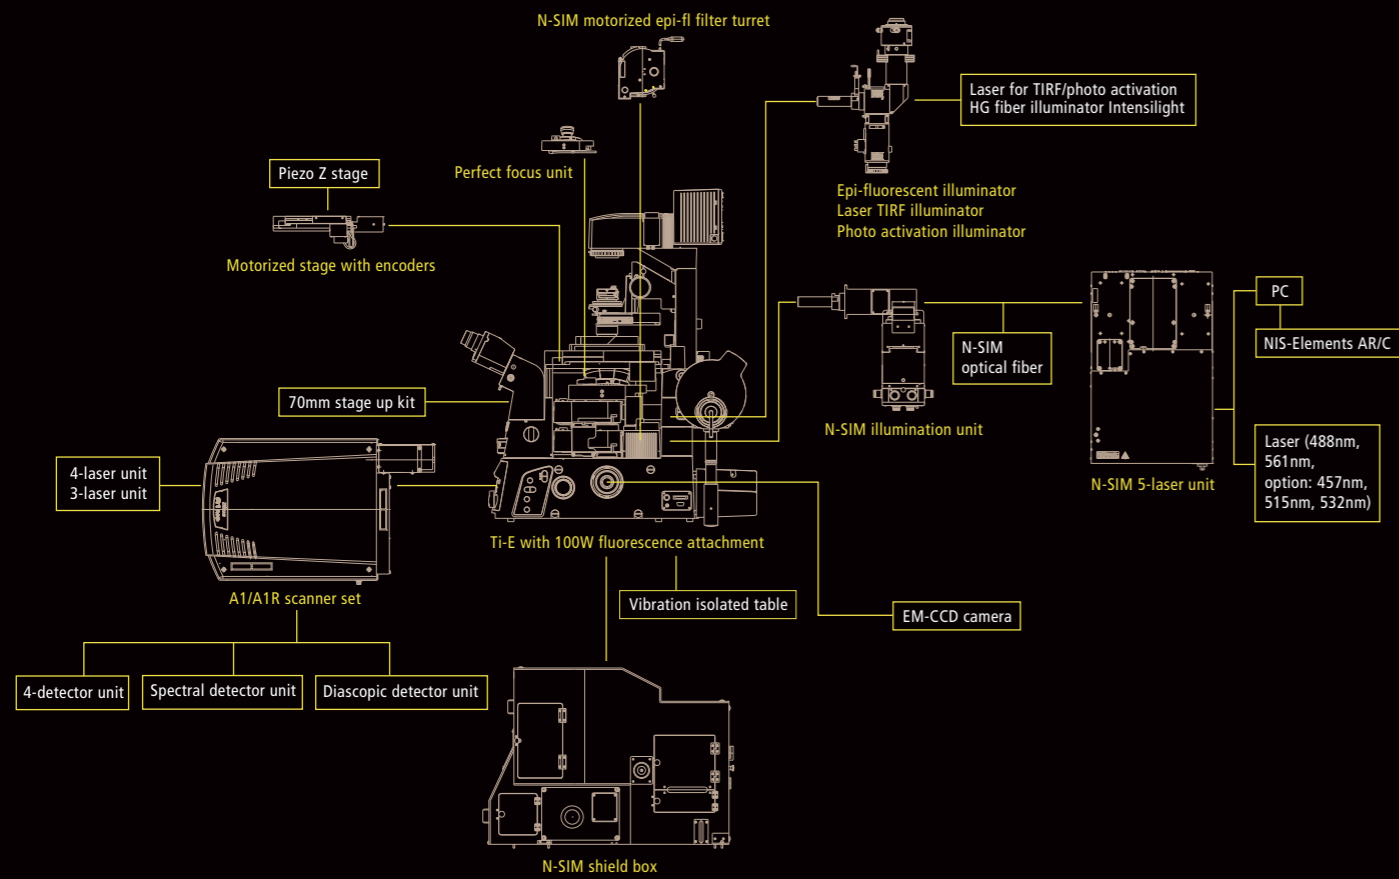 N-SIM motorized epi-fl filter turret
Laser for TIRF/photo activation
HG fiber illuminator Intensilight
Piezo Z stage
Perfect focus unit
Epi-fluorescent illuminator
Laser TIRF illuminator
Photo activation illuminator
Motorized stage with encoders
PC
NIS-Elements AR/C
N-SIM
optical fiber
70mm stage up kit
N-SIM illumination unit
4-laser unit
3-laser unit
Laser (488nm,
561nm,
option: 457nm,
515nm, 532nm)
N-SIM 5-laser unit
Ti-E with 100W fluorescence attachment
A1/A1R scanner set
Vibration isolated table
EM-CCD camera
4-detector unit
Spectral detector unit
Diascopic detector unit
N-SIM shield box